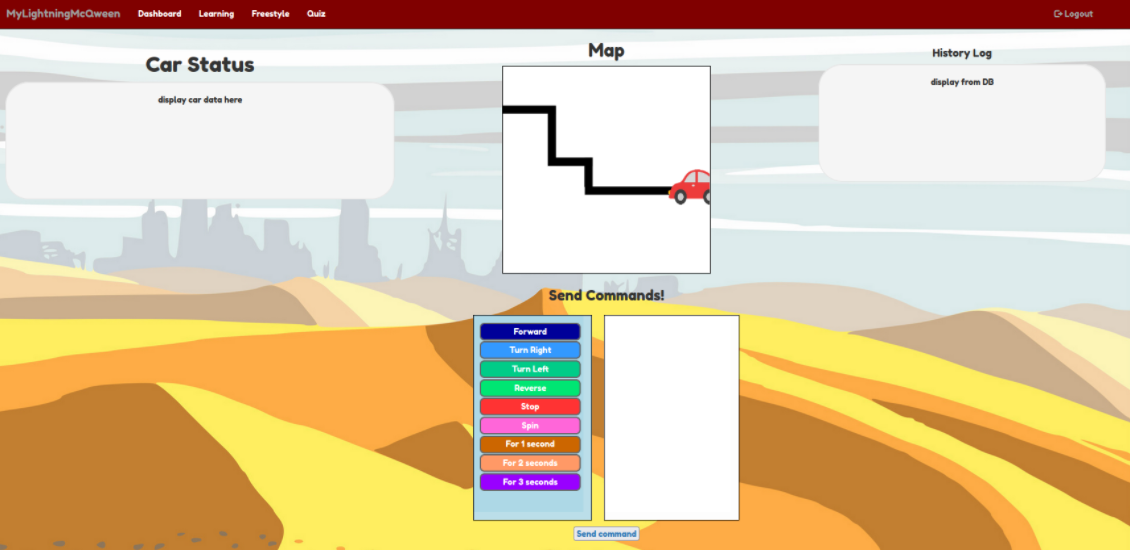 MyLightningMcQween Dashboard Learning Freestyle Quiz Logout
Car Status
display car data here
Map
History Log
display from DB
Send Commands!
Forward
Turn Right
Turn Left
Reverse
Stop
Spin
For 1 second
For 2 seconds
For 3 seconds
Send command